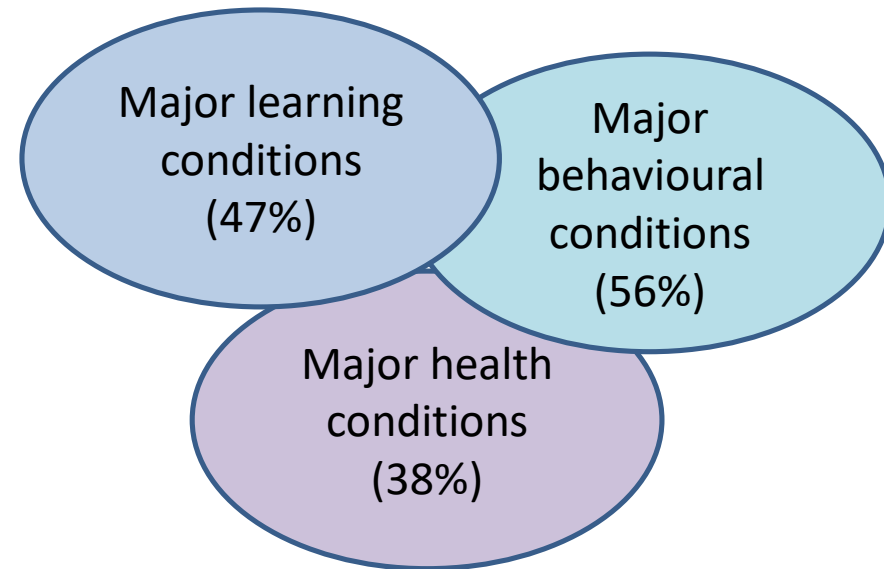 Major learning
conditions
(47%)
Major
behavioural
conditions
(56%)
Major health
conditions
(38%)